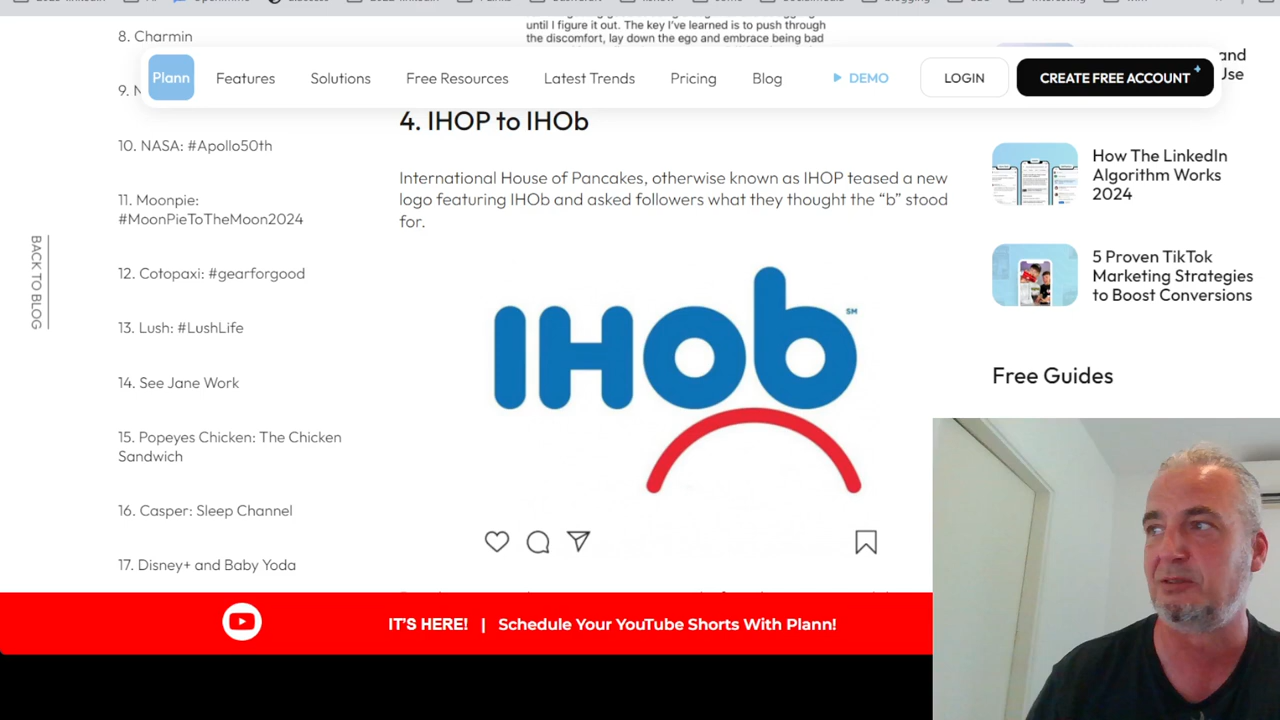 8. Charmin
until I figure it out. The key I've learned is to push through
the discomfort, lay down the ego and embrace being bad
Plann
Features
Solutions
Free Resources
Latest Trends
Pricing
Blog
DEMO
LOGIN
CREATE FREE ACCOUNT
and
Use
9. N
10. NASA: #Apollo50th
11. Moonpie:
#MoonPieToTheMoon2024
12. Cotopaxi: #gearforgood
13. Lush: #LushLife
14. See Jane Work
15. Popeyes Chicken: The Chicken
Sandwich
16. Casper: Sleep Channel
17. Disney+ and Baby Yoda
BACK TO BLOG
4. IHOP to IHOb
International House of Pancakes, otherwise known as IHOP teased a new
logo featuring IHOb and asked followers what they thought the “b” stood
for.
IHOb
SM
How The LinkedIn
Algorithm Works
2024
5 Proven TikTok
Marketing Strategies
to Boost Conversions
Free Guides
IT'S HERE! | Schedule Your YouTube Shorts With Plann!